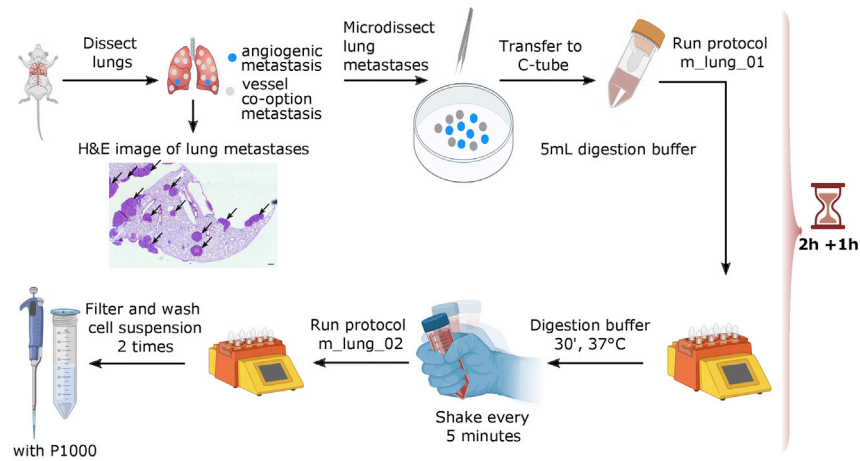 Dissect
lungs
angiogenic
metastasis
vessel
co-option
metastasis
Microdissect
lung
metastases
Transfer to
C-tube
Run protocol
m_lung_01
H&E image of lung metastases
5mL digestion buffer
2h +1h
Digestion buffer
30', 37°C
Shake every
5 minutes
Run protocol
m_lung_02
Filter and wash
cell suspension
2 times
with P1000